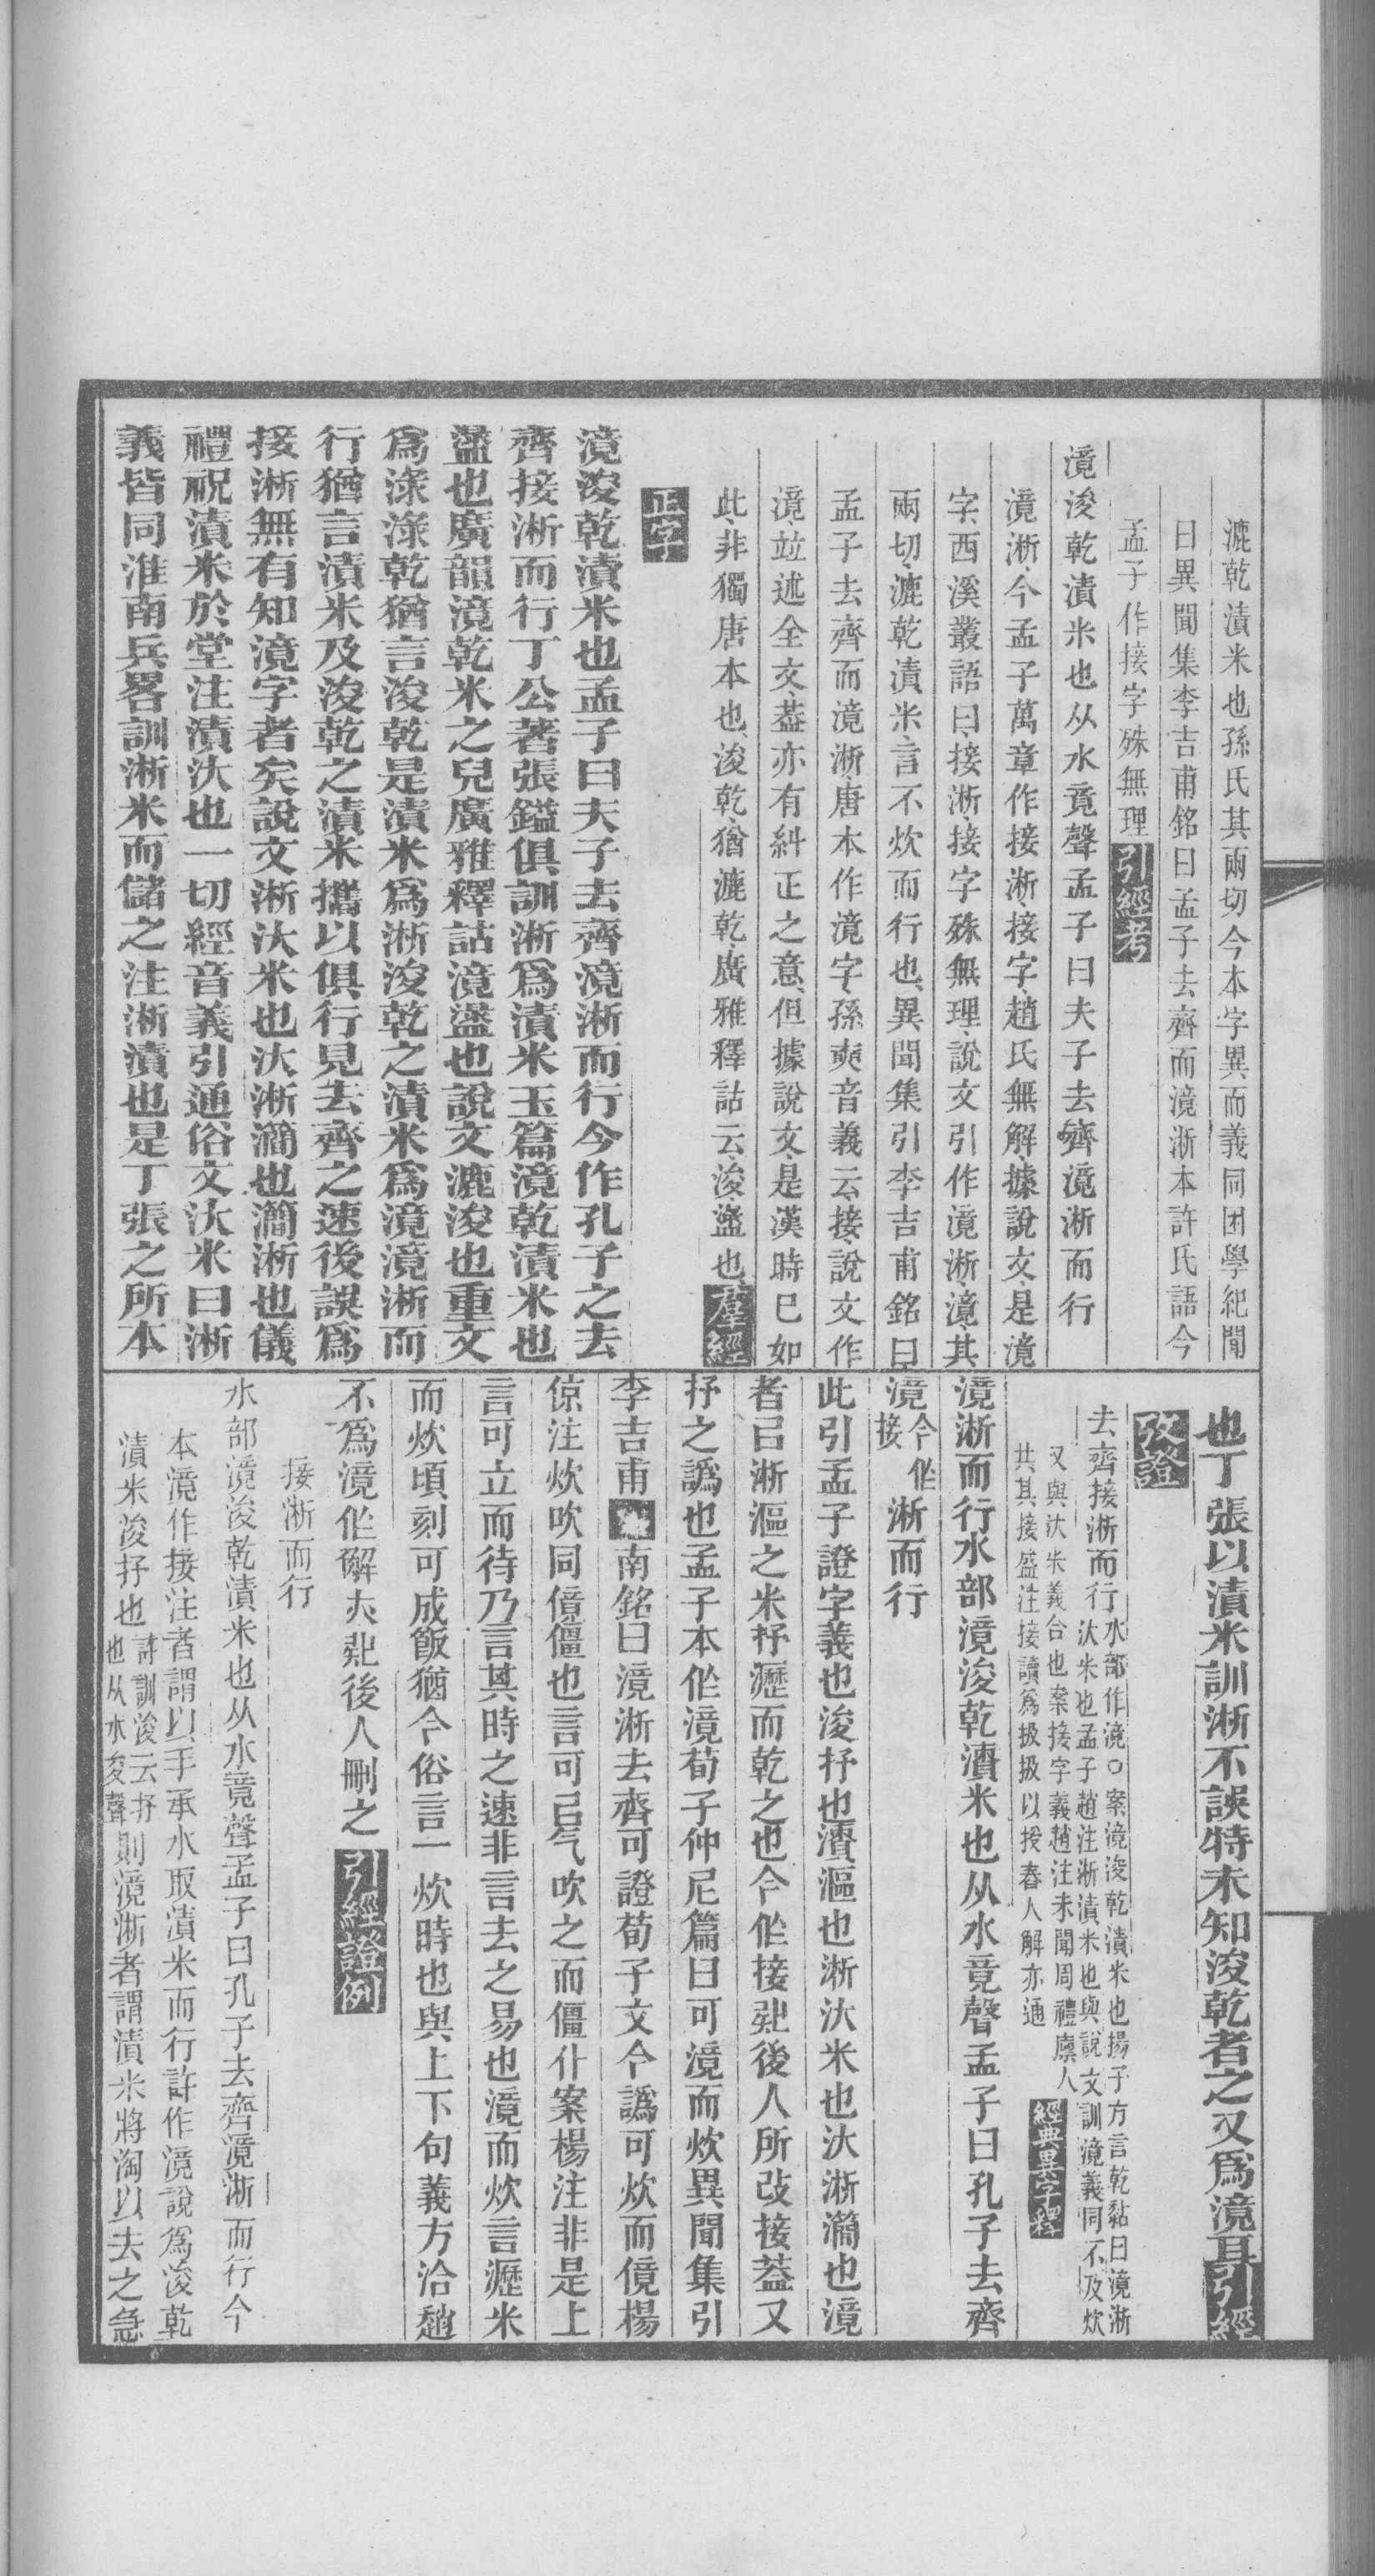 漉乾漬米也孫氏其兩切今本字異而義同困學紀聞
曰異聞集李吉甫銘曰孟子去齊而滰淅本許氏語今
孟子作接字殊無理引經考
滰浚乾漬米也从水竟聲孟子曰夫子去齊滰淅而行
滰淅今孟子萬章作接淅接字趙氏無解據說文是滰
字西溪叢語曰接淅接字殊無理說文引作滰淅滰其
兩切漉乾漬米言不炊而行也異聞集引李吉甫銘曰
孟子去齊而滰淅唐本作滰字孫奭音義云接說文作
滰竝述全文葢亦有糾正之意但據說文是漢時已如
此非獨唐本也浚乾猶漉乾廣雅釋詁云浚盝也羣經
正字
滰浚乾漬米也孟子曰夫子去齊滰淅而行今作孔子之去
齊接淅而行丁公著張鎰俱訓淅爲漬米玉篇滰乾漬米也
盪也廣韻滰乾米之皃廣雅釋詁滰盪也說文漉浚也重文
爲淥淥乾猶言浚乾是漬米爲淅浚乾之漬米爲滰滰淅而
行猶言漬米及浚乾之漬米攜以俱行見去齊之速後誤爲
接淅無有知滰字者矣說文淅汏米也汏淅灡也灡淅也儀
禮祝漬米於堂注漬汏也一切經音義引通俗文汏米曰淅
義皆同淮南兵畧訓淅米而儲之注淅漬也是丁張之所本
也丁張以漬米訓淅不誤特未知浚乾者之又爲滰耳引經
攷證
去齊接淅而行水部作滰○案滰浚乾漬米也揚子方言乾黏曰滰淅
汏米也孟子趙注淅漬米也與說文訓滰義同不及炊
又與汏米義合也案接字義趙注未聞周禮廩人
共其接盛注接讀爲扱扱以授舂人解亦通經典異字釋
滰淅而行水部滰浚乾漬米也从水竟聲孟子曰孔子去齊
滰今作接淅而行
此引孟子證字義也浚抒也漬漚也淅汏米也汏淅灡也滰
者㠯淅漚之米抒瀝而乾之也今作接㢟後人所改接葢又
抒之譌也孟子本作滰荀子仲尼篇曰可滰而炊異聞集引
李吉甫南銘曰滰淅去齊可證荀子文今譌可炊而傹楊
倞注炊吹同傹僵也言可㠯气吹之而僵仆案楊注非是上
言可立而待乃言其時之速非言去之易也滰而炊言瀝米
而炊頃刻可成飯猶今俗言一炊時也與上下句義方洽趙
不爲滰作解夶㢟後人刪之引經證例
接淅而行
水部滰浚乾漬米也从水竟聲孟子曰孔子去齊滰淅而行今
本滰作接注者謂以手承水取漬米而行許作滰說爲浚乾
漬米浚抒也許訓浚云抒也从水夋聲則滰淅者謂漬米將淘以去之急